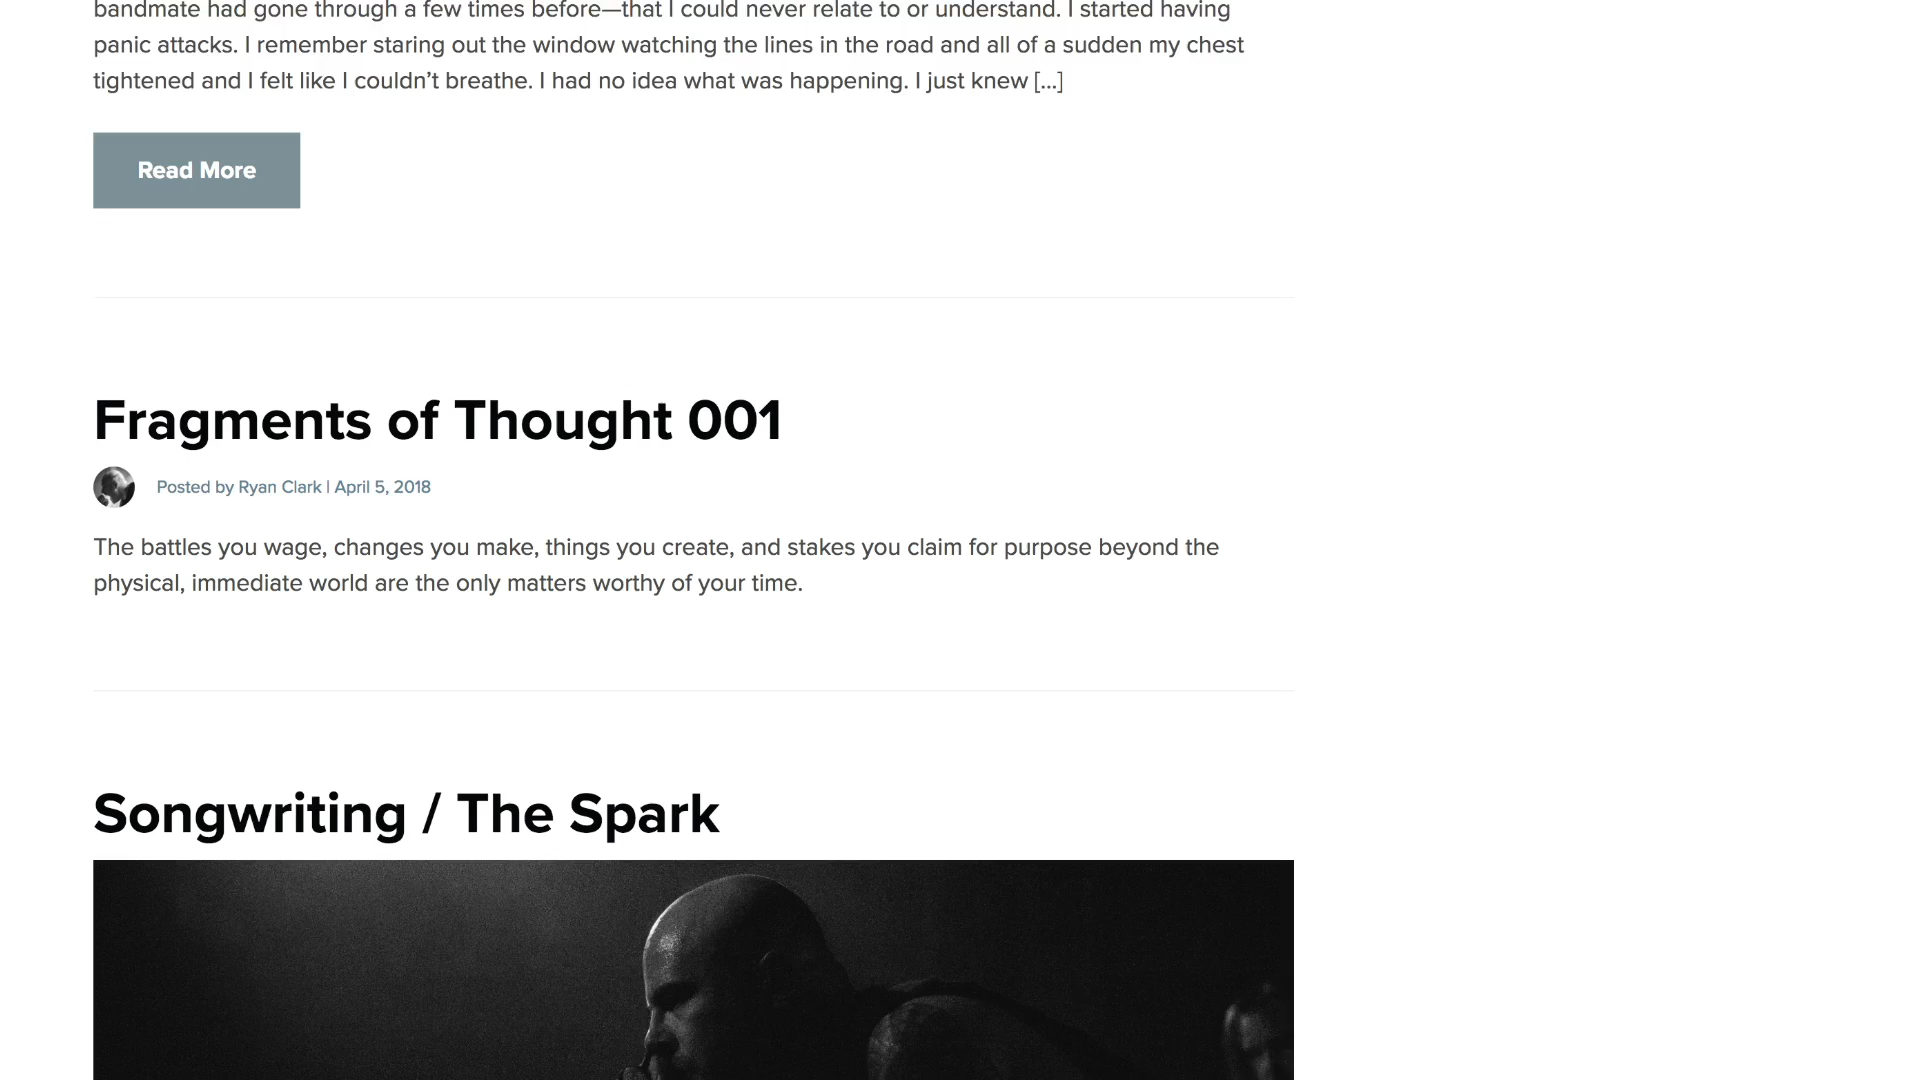 bandmate had gone through a few times before—that I could never relate to or understand. I started having
panic attacks. I remember staring out the window watching the lines in the road and all of a sudden my chest
tightened and I felt like I couldn’t breathe. I had no idea what was happening. I just knew […]
Read More
Fragments of Thought 001
Posted by Ryan Clark | April 5, 2018
The battles you wage, changes you make, things you create, and stakes you claim for purpose beyond the
physical, immediate world are the only matters worthy of your time.
Songwriting / The Spark